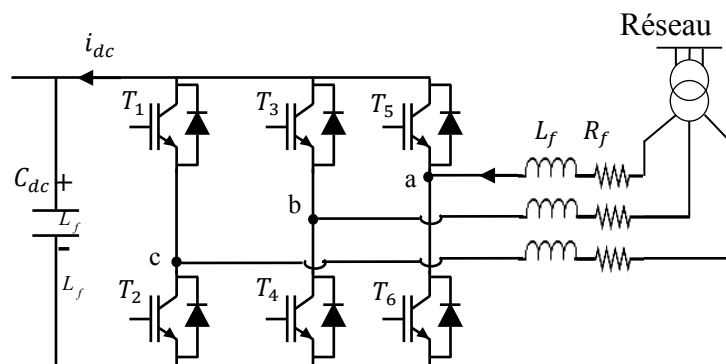 Réseau
i_dc
T_1
T_3
T_5
L_f
R_f
a
C_dc
+
L_f
b
-
c
L_f
T_2
T_4
T_6